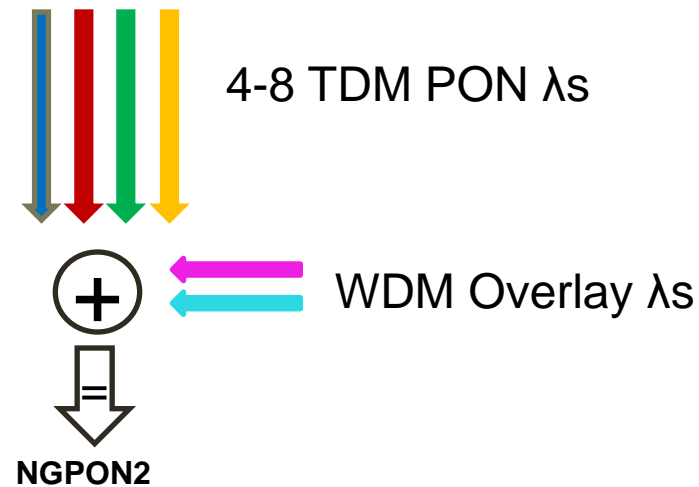 4-8 TDM PON λs
+
WDM Overlay λs
=
NGPON2